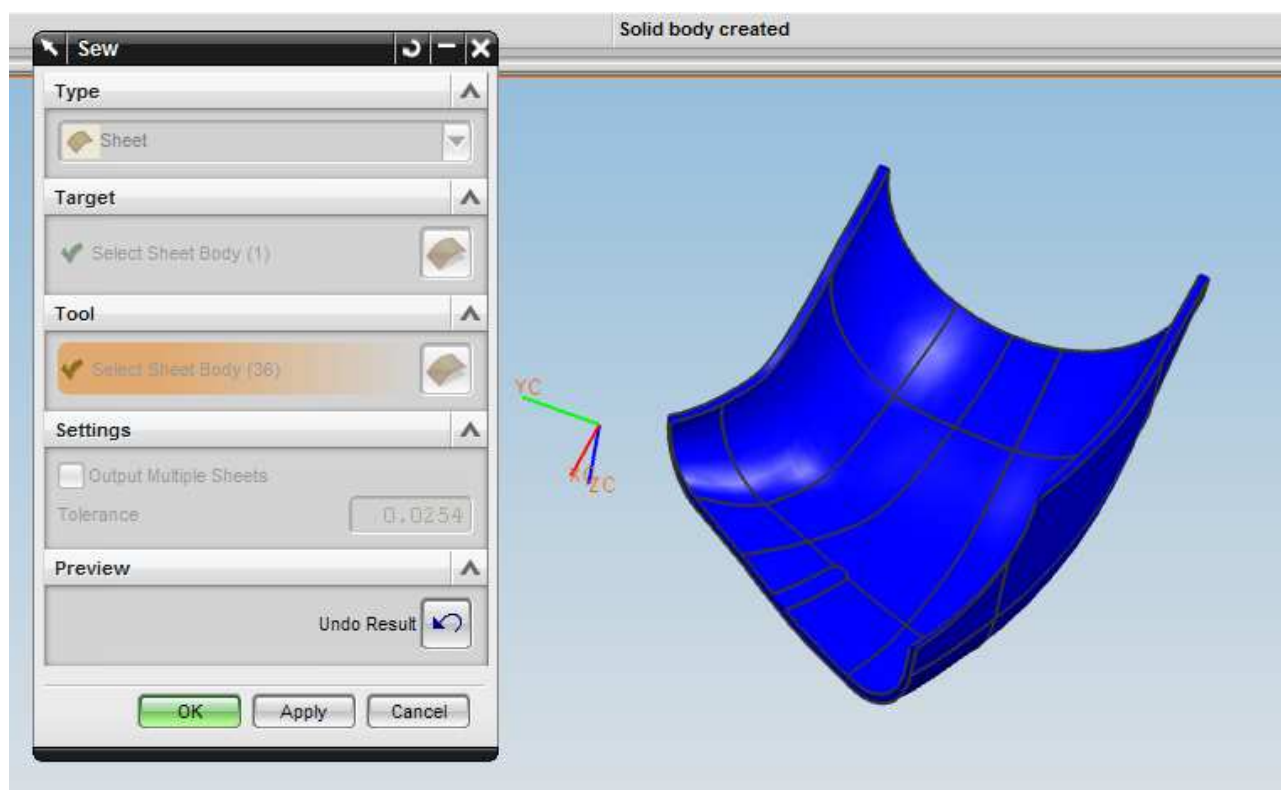 Solid body created
Sew
Type
Sheet
Target
Select Sheet Body (1)
Tool
Select Sheet Body (36)
Settings
Output Multiple Sheets
Tolerance 0.0254
Preview
Undo Result
OK Apply Cancel
YC
ZC